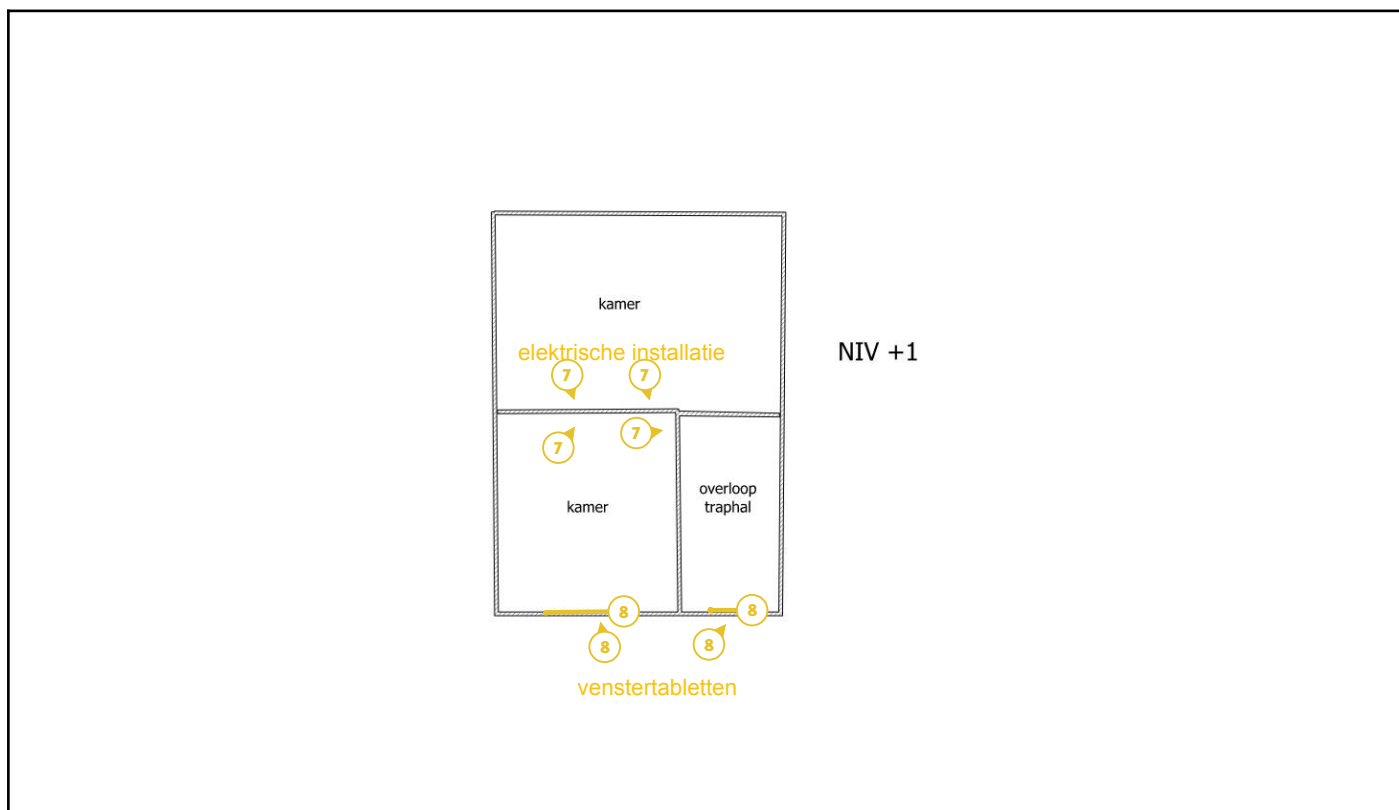 kamer
elektrische installatie
NIV +1
7 7
7 7
overloop
traphal
kamer
8 8
8 8
venstertabletten